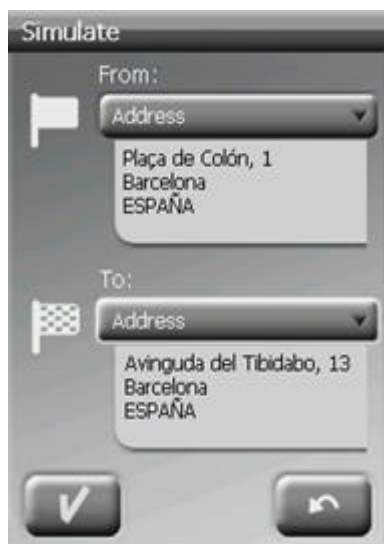 Simulate
From:
Address
Plaça de Colón, 1
Barcelona
ESPAÑA
To:
Address
Avinguda del Tibidabo, 13
Barcelona
ESPAÑA